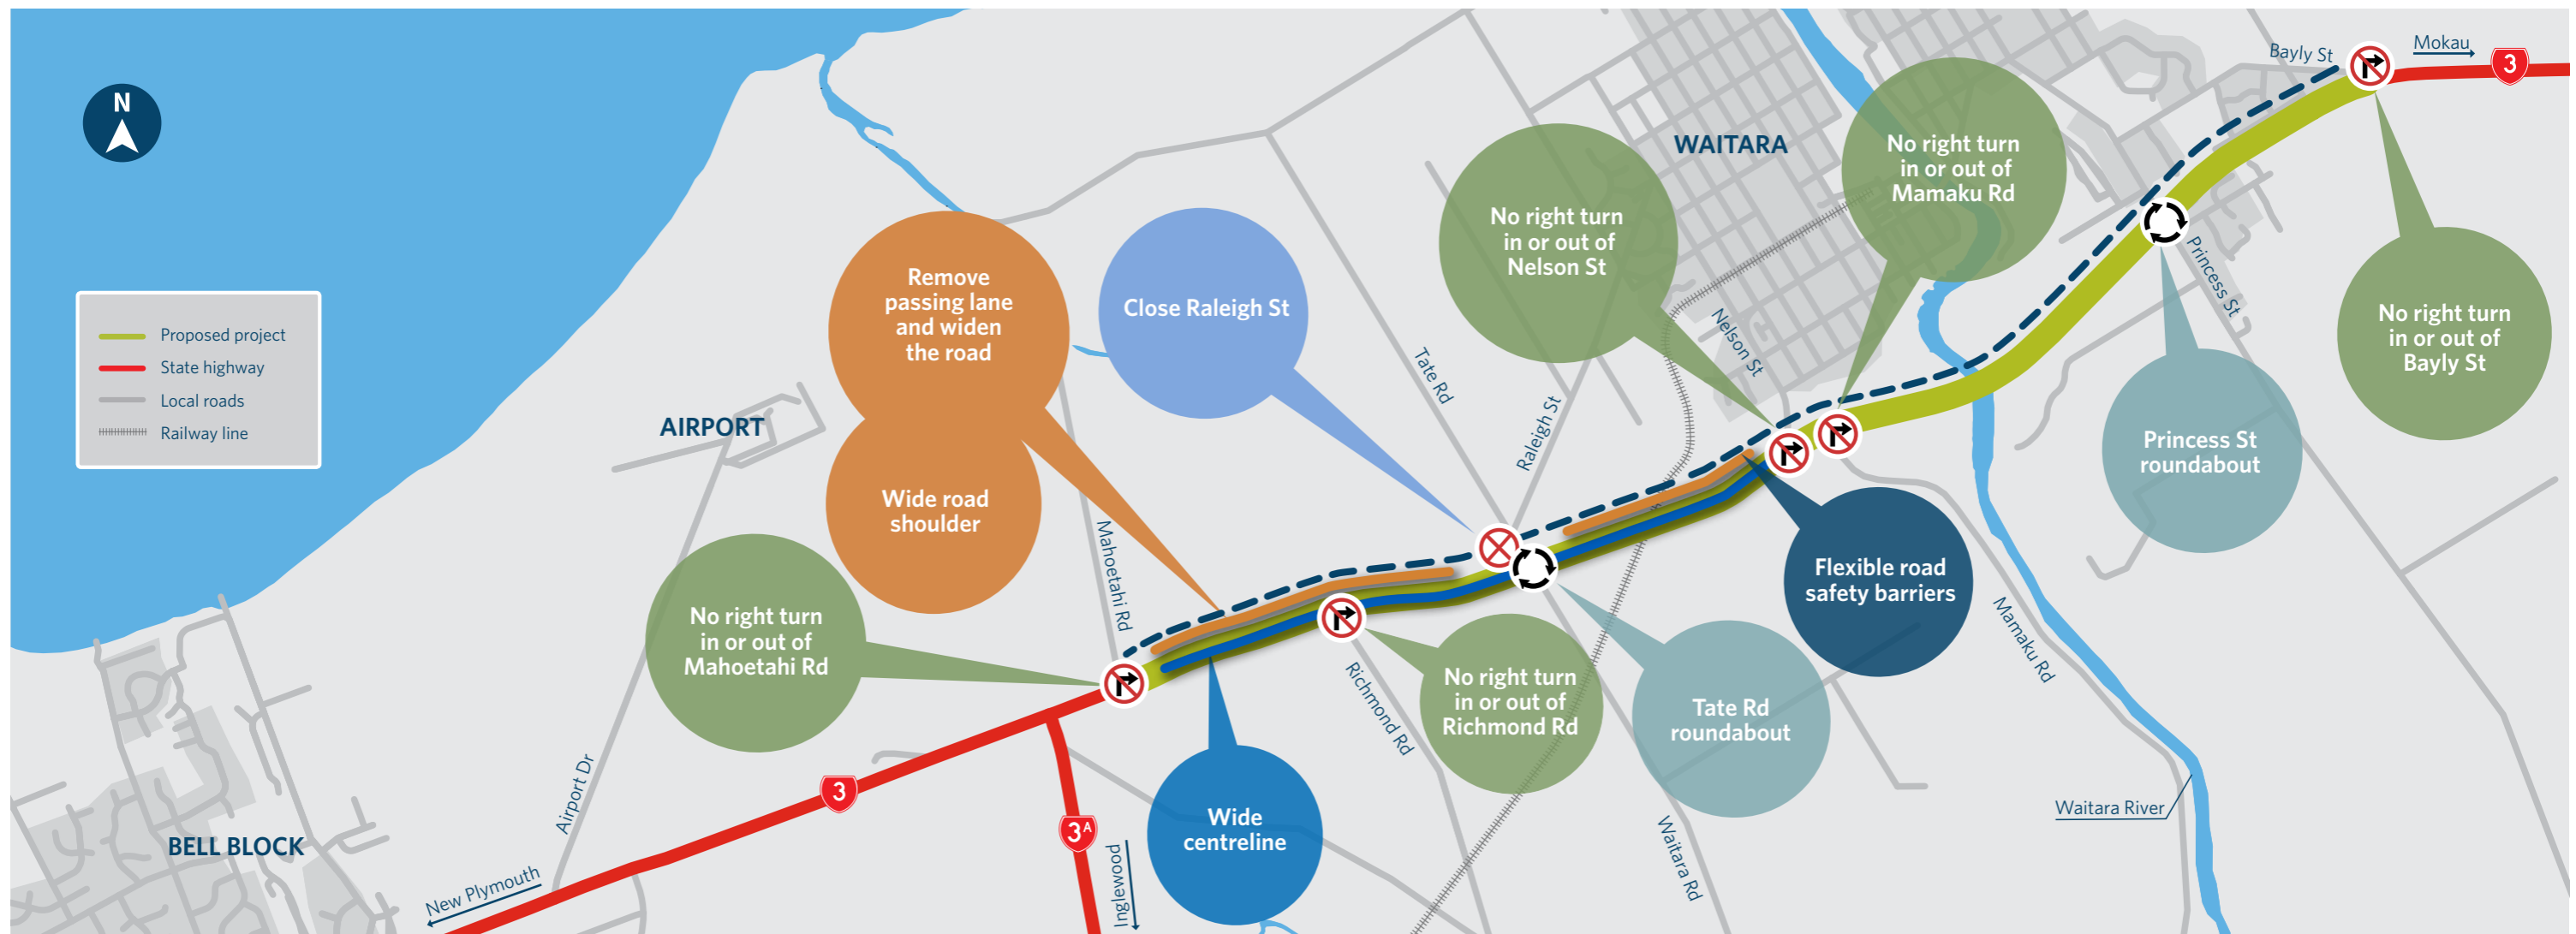 N
Proposed project
State highway
Local roads
Railway line
Bayly St
Mokau
3
WAITARA
No right turn
in or out of
Mamaku Rd
No right turn
in or out of
Nelson St
Remove
passing lane
and widen
the road
Close Raleigh St
Princess St
No right turn
in or out of
Bayly St
Nelson St
Tate Rd
Raleigh St
AIRPORT
Princess St
roundabout
Wide road
shoulder
Mahoetahi Rd
Flexible road
safety barriers
No right turn
in or out of
Mahoetahi Rd
Mamaku Rd
Richmond Rd
No right turn
in or out of
Richmond Rd
Tate Rd
roundabout
Airport Dr
3
3A
Wide
centreline
Waitara River
BELL BLOCK
Inglewood
Waitara Rd
New Plymouth